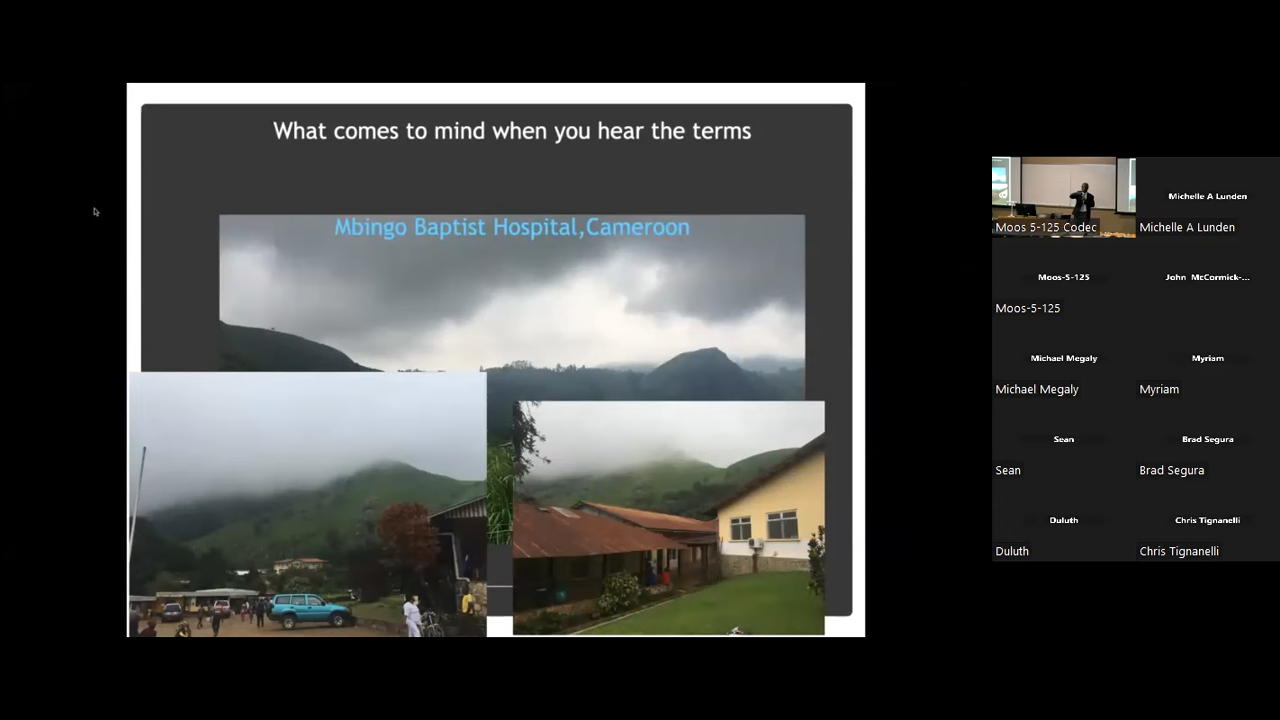 What comes to mind when you hear the terms
Mbingo Baptist Hospital,Cameroon
Moos 5-125 Codec
Michelle A Lunden
Michelle A Lunden
Moos-5-125
Moos-5-125
John McCormick-...
Michael Megaly
Michael Megaly
Myriam
Myriam
Sean
Sean
Brad Segura
Brad Segura
Duluth
Duluth
Chris Tignanelli
Chris Tignanelli